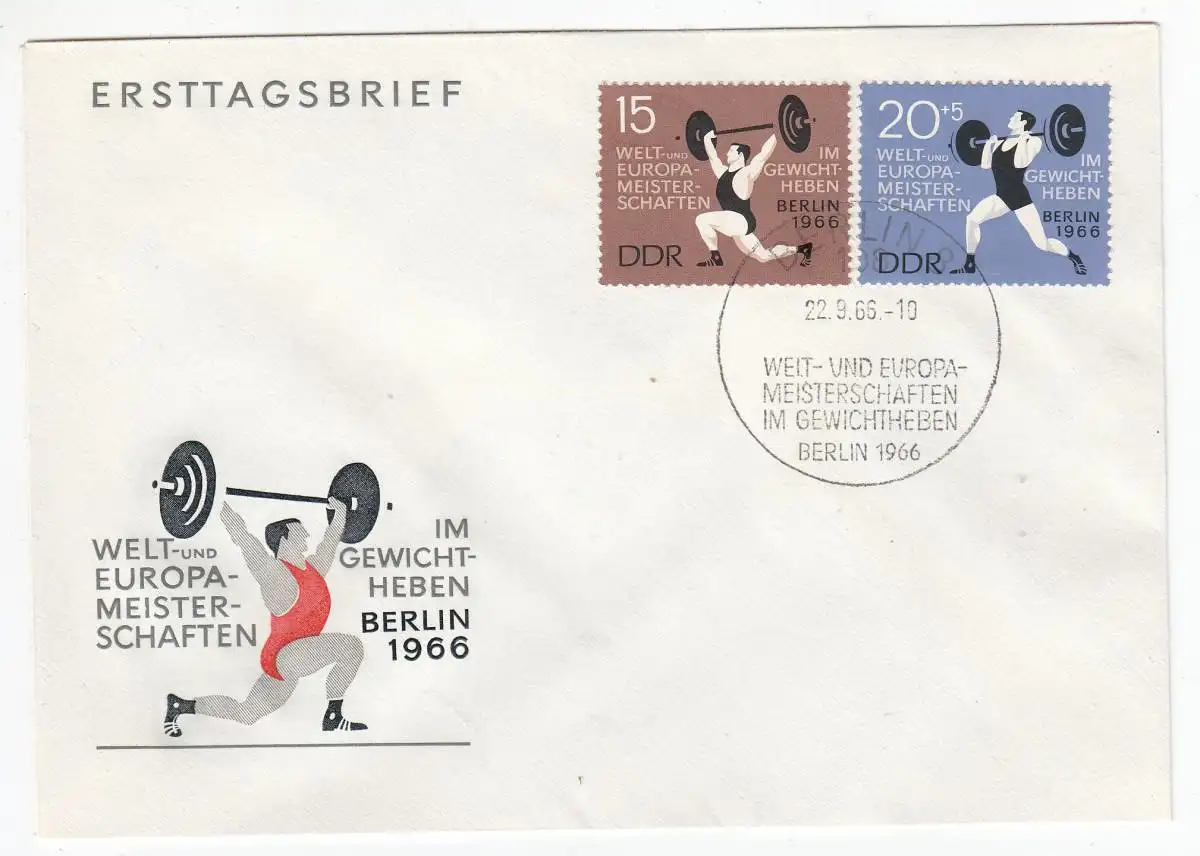 ERSTTAGSBRIEF
15
WELT-UND
EUROPA-
MEISTER-
SCHAFTEN
IM
GEWICHT-
HEBEN
BERLIN
1966
DDR
20+5
WELT-UND
EUROPA-
MEISTER-
SCHAFTEN
IM
GEWICHT-
HEBEN
BERLIN
1966
DDR
BERLIN
22.9.66.-10
WELT- UND EUROPA-
MEISTERSCHAFTEN
IM GEWICHTHEBEN
BERLIN 1966
WELT-UND
EUROPA-
MEISTER-
SCHAFTEN
IM
GEWICHT-
HEBEN
BERLIN
1966